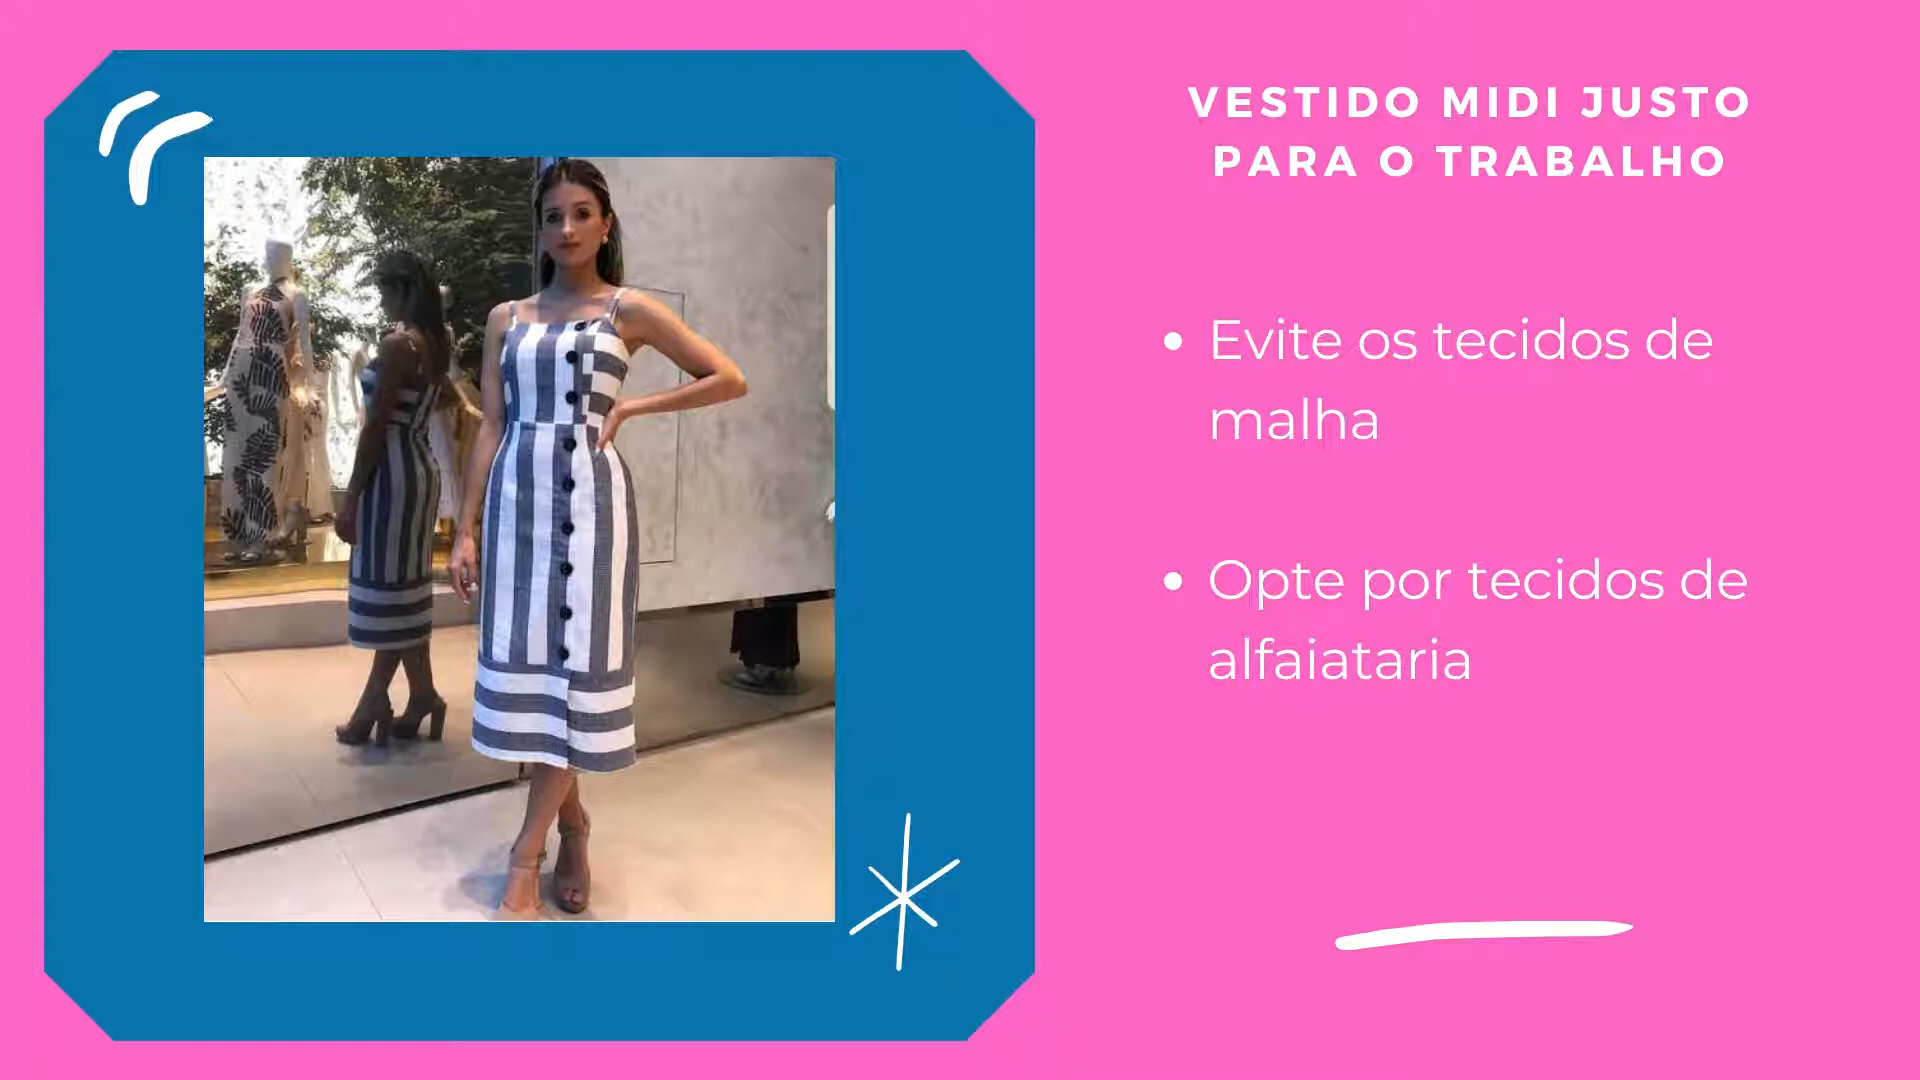 VESTIDO MIDI JUSTO
PARA O TRABALHO
• Evite os tecidos de
malha
• Opte por tecidos de
alfaiataria